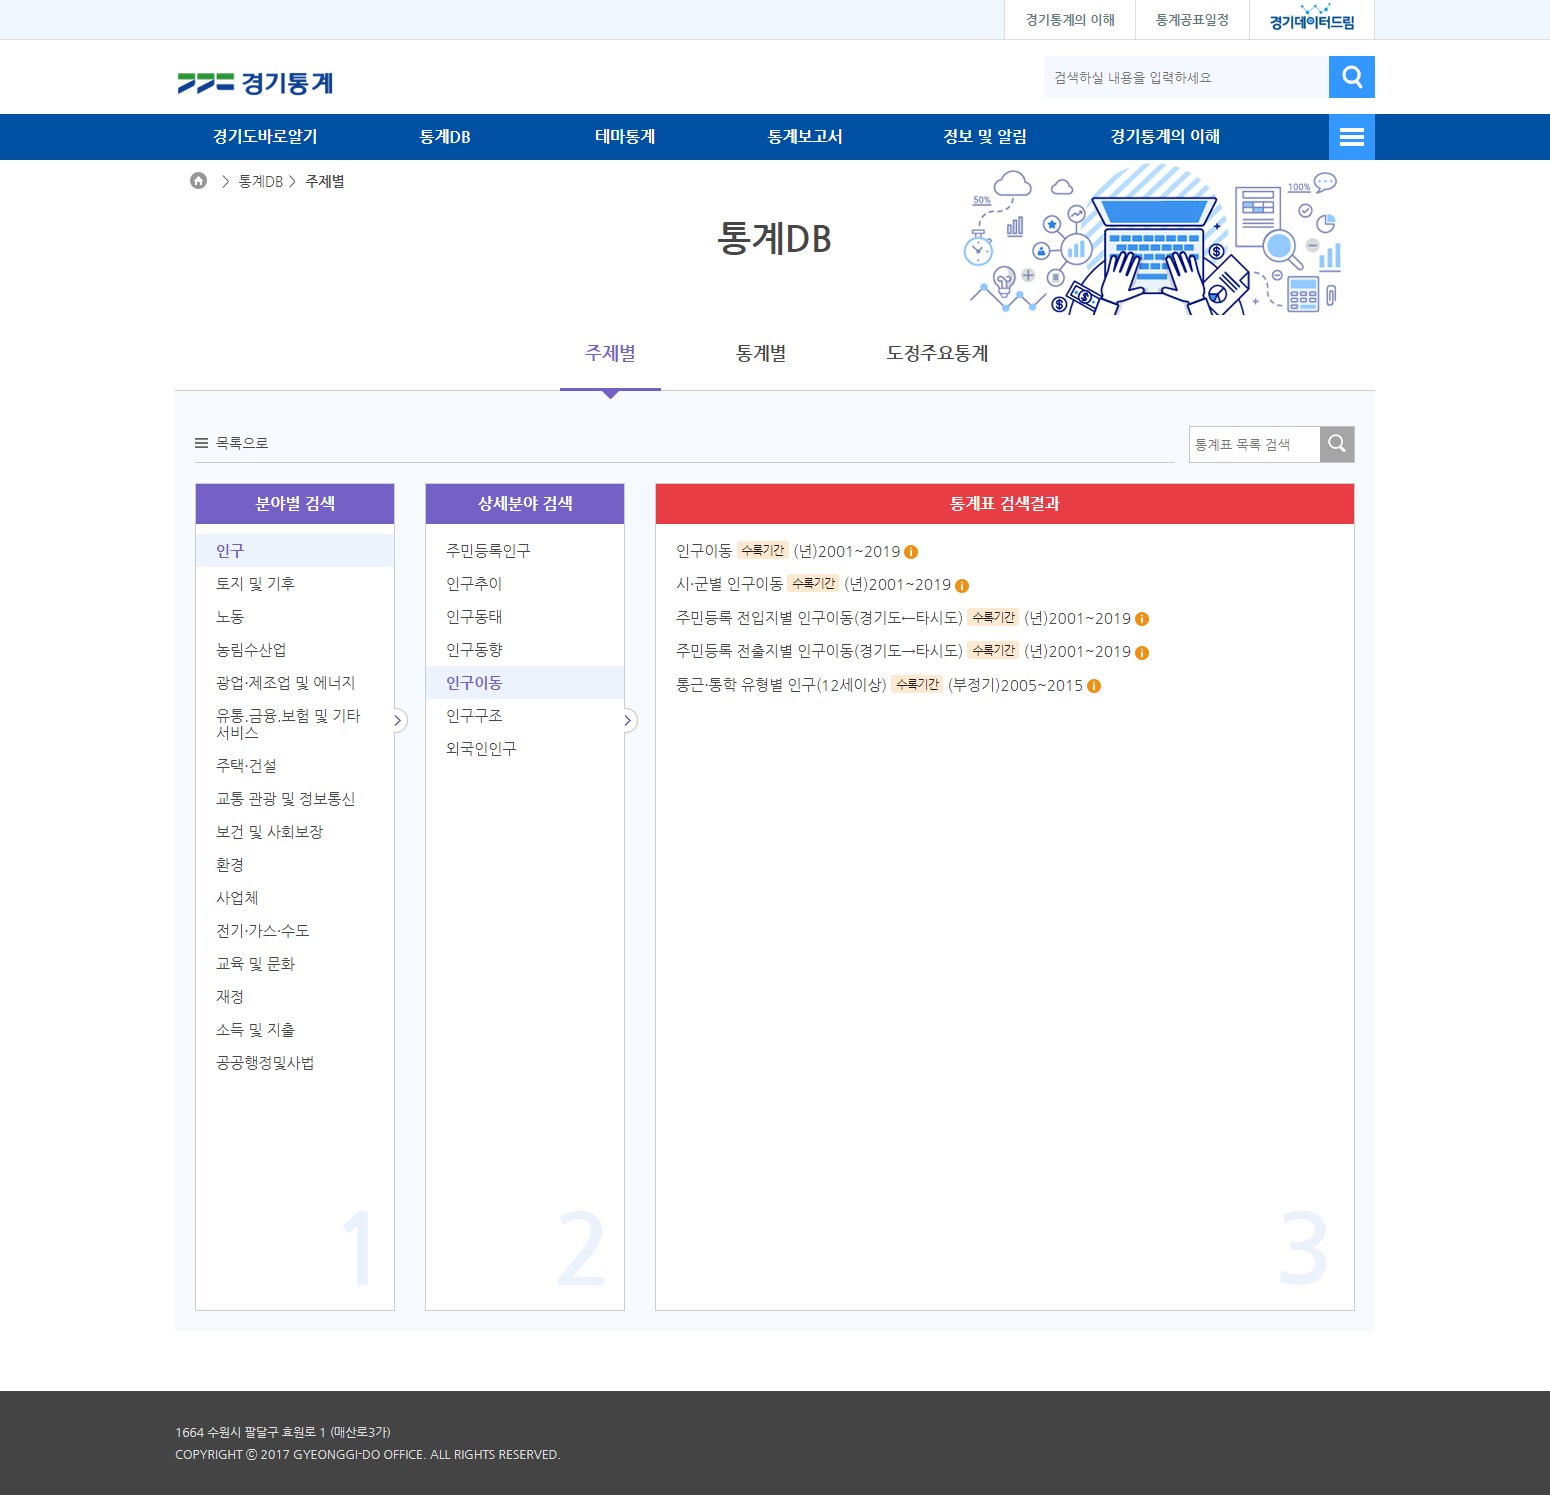 경기통계의 이해
통계공표일정
경기데이터드림
경기통계
검색하실 내용을 입력하세요
경기도바로알기
통계DB
테마통계
통계보고서
정보 및 알림
경기통계의 이해
> 통계DB > 주제별
50%
100%
통계DB
주제별
통계별
도정주요통계
목록으로
통계표 목록 검색
분야별 검색
인구
토지 및 기후
노동
농림수산업
광업·제조업 및 에너지
유통.금융.보험 및 기타
서비스
주택·건설
교통 관광 및 정보통신
보건 및 사회보장
환경
사업체
전기·가스·수도
교육 및 문화
재정
소득 및 지출
공공행정및사법
1
상세분야 검색
주민등록인구
인구추이
인구동태
인구동향
인구이동
인구구조
외국인인구
2
통계표 검색결과
인구이동 수록기간 (년)2001~2019
시·군별 인구이동 수록기간 (년)2001~2019
주민등록 전입지별 인구이동(경기도←타시도) 수록기간 (년)2001~2019
주민등록 전출지별 인구이동(경기도→타시도) 수록기간 (년)2001~2019
통근·통학 유형별 인구(12세이상) 수록기간 (부정기)2005~2015
3
1664 수원시 팔달구 효원로 1 (매산로3가)
COPYRIGHT ⓒ 2017 GYEONGGI-DO OFFICE. ALL RIGHTS RESERVED.